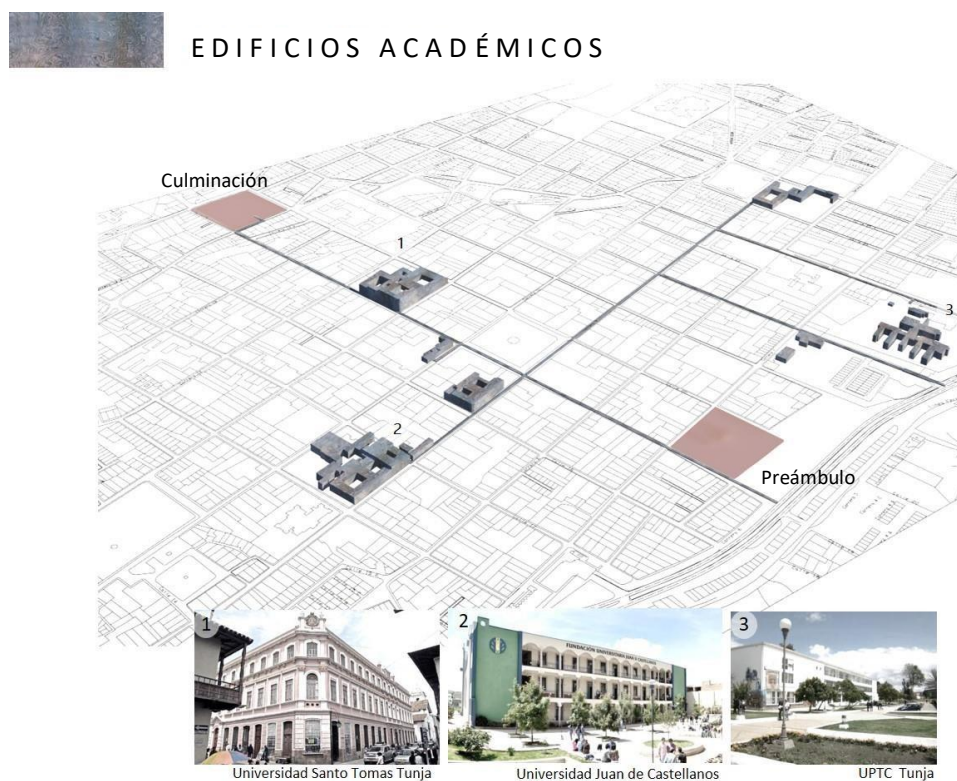 EDIFICIOS ACADÉMICOS
Culminación
1
3
2
Preámbulo
1
2
3
FUNDACIÓN UNIVERSITARIA JUAN DE CASTELLANOS
Universidad Santo Tomas Tunja
Universidad Juan de Castellanos
UPTC Tunja